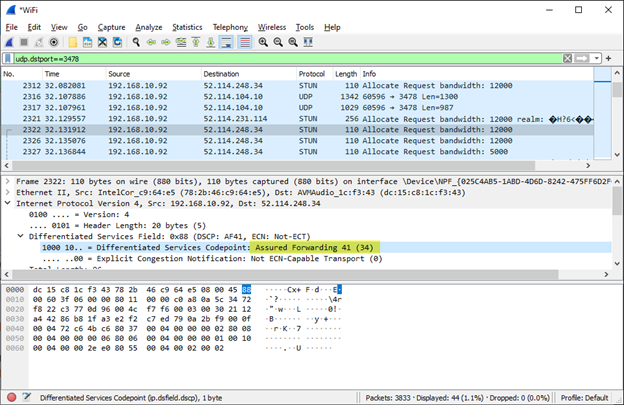 *WiFi
File Edit View Go Capture Analyze Statistics Telephony Wireless Tools Help
udp.dstport==3478
No. Time Source Destination Protocol Length Info
2312 32.082081 192.168.10.92 52.114.248.34 STUN 110 Allocate Request bandwidth: 12000
2316 32.107886 192.168.10.92 52.114.104.10 UDP 1342 60596 → 3478 Len=1300
2317 32.107961 192.168.10.92 52.114.104.10 UDP 1029 60596 → 3478 Len=987
2321 32.129557 192.168.10.92 52.114.231.114 STUN 256 Allocate Request bandwidth: 12000 realm:
2322 32.131912 192.168.10.92 52.114.248.34 STUN 110 Allocate Request bandwidth: 12000
2326 32.135076 192.168.10.92 52.114.248.34 STUN 110 Allocate Request bandwidth: 12000
2327 32.136844 192.168.10.92 52.114.248.34 STUN 110 Allocate Request bandwidth: 5000
Frame 2322: 110 bytes on wire (880 bits), 110 bytes captured (880 bits) on interface \Device\NPF_{025C4AB5-1ABD-4D6D-8242-475FF6D2F
Ethernet II, Src: IntelCor_c9:64:e5 (78:2b:46:c9:64:e5), Dst: AVMAudio_1c:f3:43 (dc:15:c8:1c:f3:43)
Internet Protocol Version 4, Src: 192.168.10.92, Dst: 52.114.248.34
0100 .... = Version: 4
.... 0101 = Header Length: 20 bytes (5)
Differentiated Services Field: 0x88 (DSCP: AF41, ECN: Not-ECT)
1000 10.. = Differentiated Services Codepoint: Assured Forwarding 41 (34)
.... ..00 = Explicit Congestion Notification: Not ECN-Capable Transport (0)
0000 dc 15 c8 1c f3 43 78 2b 46 c9 64 e5 08 00 45 88 ·····Cx+ F·d···E·
0010 00 60 3f 06 00 00 80 11 00 00 c0 a8 0a 5c 34 72 ·`?····· ·····\4r
0020 f8 22 c3 77 0d 96 00 4c f7 f6 00 03 00 30 21 12 ·"·w···L ·····0!·
0030 a4 42 86 b8 1f a3 e2 f2 c7 ed 79 0a 2b f9 00 0f ·B······ ··y·+···
0040 00 04 72 c6 4b c6 80 37 00 04 00 00 00 02 80 08 ··r·K··7 ········
0050 00 04 00 00 00 06 80 06 00 04 00 00 00 01 00 10 ········ ········
0060 00 04 00 00 2e e0 80 55 00 04 00 02 00 02 ····.··U ······
Differentiated Services Codepoint (ip.dsfield.dscp), 1 byte
Packets: 3833 · Displayed: 44 (1.1%) · Dropped: 0 (0.0%)
Profile: Default